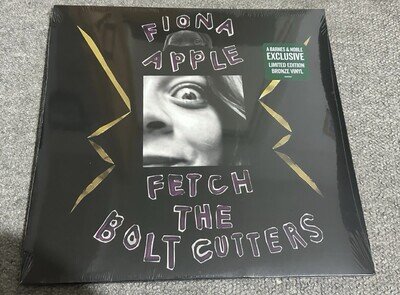 FIONA
APPLE
A BARNES & NOBLE
EXCLUSIVE
LIMITED EDITION
BRONZE VINYL
FETCH
THE
BOLT CUTTERS